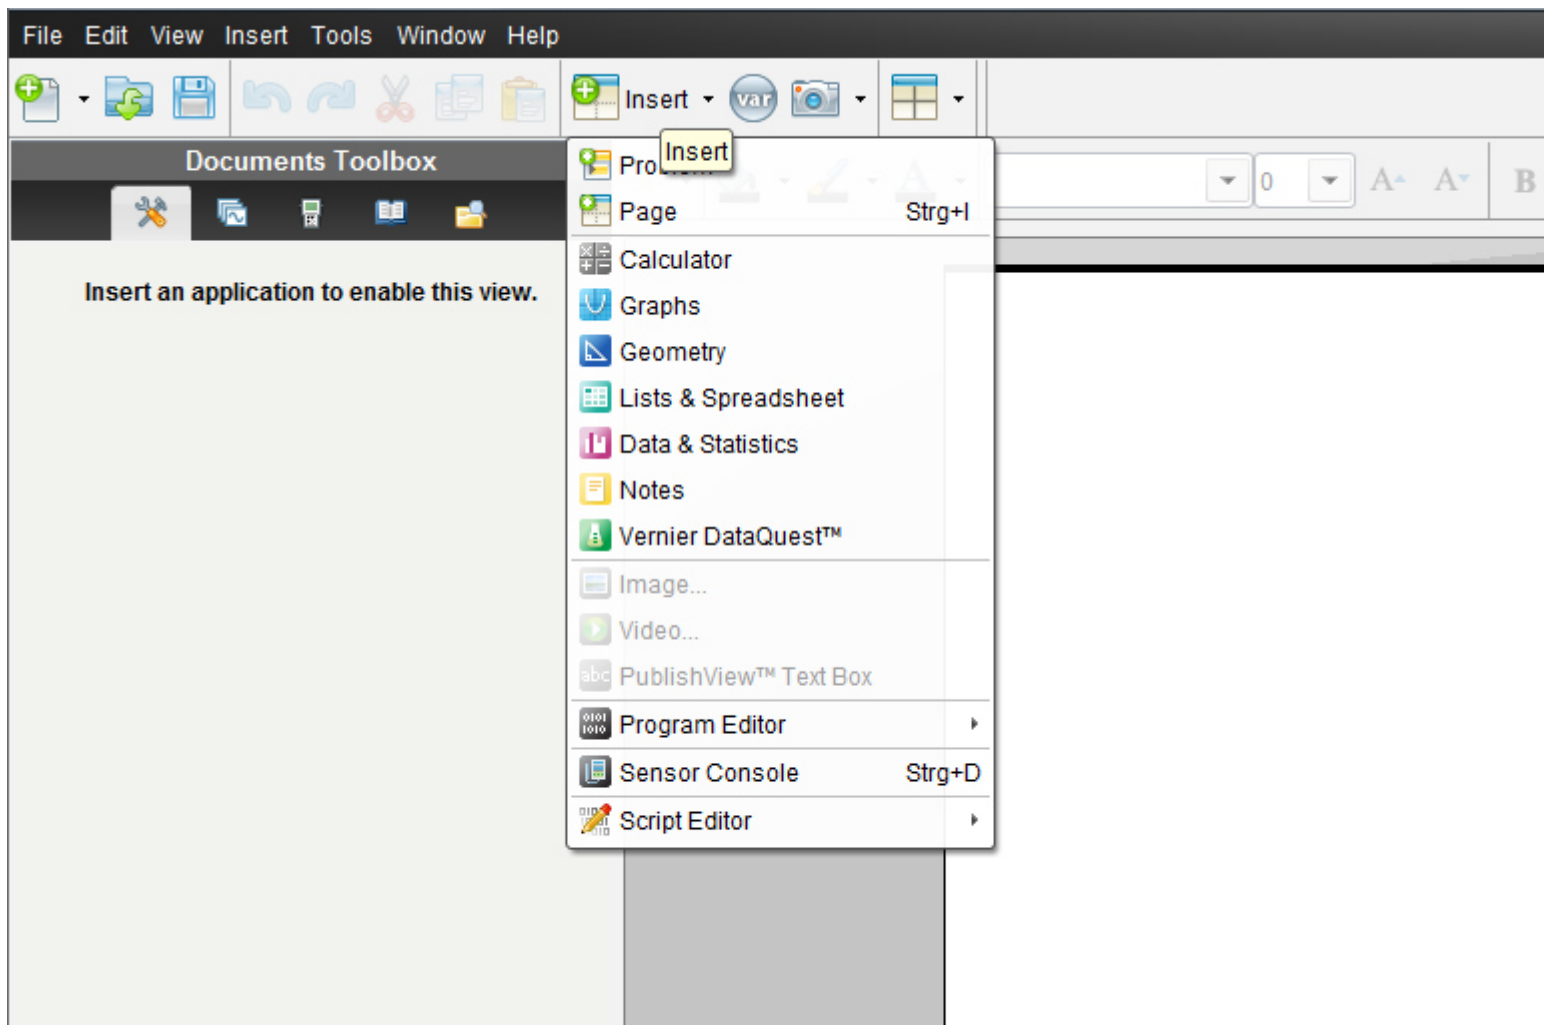 File Edit View Insert Tools Window Help
Insert var
Insert
Documents Toolbox
Insert an application to enable this view.
Page Strg+I
Calculator
Graphs
Geometry
Lists & Spreadsheet
Data & Statistics
Notes
Vernier DataQuest™
Image...
Video...
abc PublishView™ Text Box
Program Editor
Sensor Console Strg+D
Script Editor
0 A A B